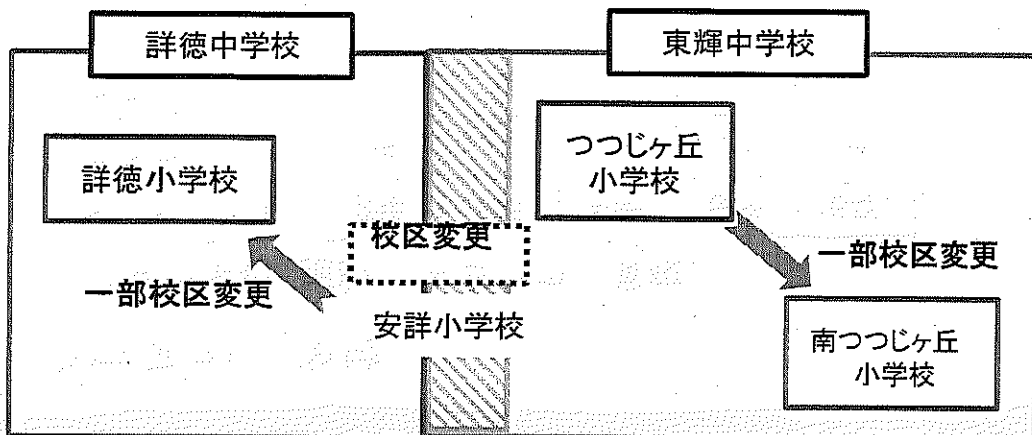 詳徳中学校
東輝中学校
つつじヶ丘
小学校
詳徳小学校
校区変更
一部校区変更
一部校区変更
安詳小学校
南つつじヶ丘
小学校